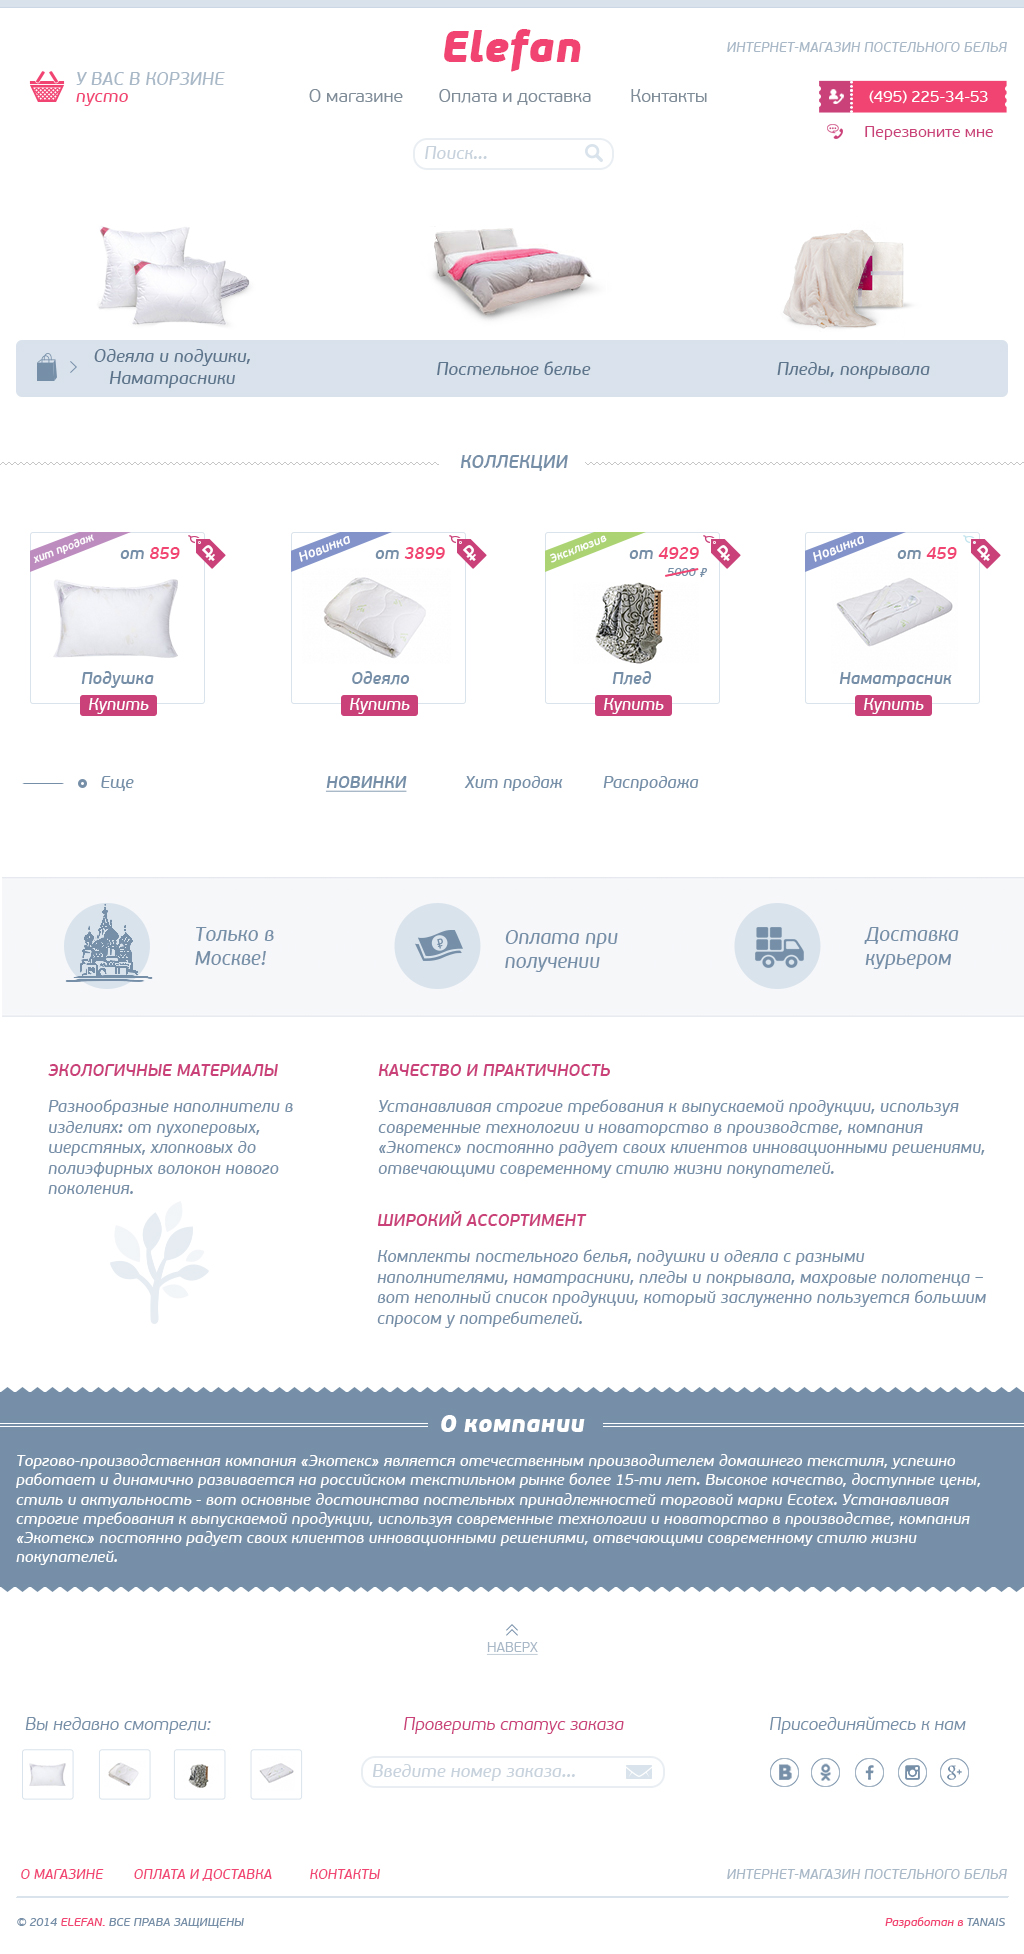 Elefan
ИНТЕРНЕТ-МАГАЗИН ПОСТЕЛЬНОГО БЕЛЬЯ
У ВАС В КОРЗИНЕ
пусто
О магазине
Оплата и доставка
Контакты
(495) 225-34-53
Перезвоните мне
Поиск...
Одеяла и подушки,
Наматрасники
Постельное белье
Пледы, покрывала
КОЛЛЕКЦИИ
хит продаж
от 859
Подушка
Купить
Новинка
от 3899
Одеяло
Купить
Эксклюзив
от 4929
5000 ₽
Плед
Купить
Новинка
от 459
Наматрасник
Купить
Еще
НОВИНКИ
Хит продаж
Распродажа
Только в
Москве!
Оплата при
получении
Доставка
курьером
ЭКОЛОГИЧНЫЕ МАТЕРИАЛЫ
Разнообразные наполнители в
изделиях: от пухоперовых,
шерстяных, хлопковых до
полиэфирных волокон нового
поколения.
КАЧЕСТВО И ПРАКТИЧНОСТЬ
Устанавливая строгие требования к выпускаемой продукции, используя
современные технологии и новаторство в производстве, компания
«Экотекс» постоянно радует своих клиентов инновационными решениями,
отвечающими современному стилю жизни покупателей.
ШИРОКИЙ АССОРТИМЕНТ
Комплекты постельного белья, подушки и одеяла с разными
наполнителями, наматрасники, пледы и покрывала, махровые полотенца –
вот неполный список продукции, который заслуженно пользуется большим
спросом у потребителей.
О компании
Торгово-производственная компания «Экотекс» является отечественным производителем домашнего текстиля, успешно
работает и динамично развивается на российском текстильном рынке более 15-ти лет. Высокое качество, доступные цены,
стиль и актуальность - вот основные достоинства постельных принадлежностей торговой марки Ecotex. Устанавливая
строгие требования к выпускаемой продукции, используя современные технологии и новаторство в производстве, компания
«Экотекс» постоянно радует своих клиентов инновационными решениями, отвечающими современному стилю жизни
покупателей.
НАВЕРХ
Вы недавно смотрели:
Проверить статус заказа
Введите номер заказа...
Присоединяйтесь к нам
О МАГАЗИНЕ
ОПЛАТА И ДОСТАВКА
КОНТАКТЫ
ИНТЕРНЕТ-МАГАЗИН ПОСТЕЛЬНОГО БЕЛЬЯ
© 2014 ELEFAN. ВСЕ ПРАВА ЗАЩИЩЕНЫ
Разработан в TANAIS